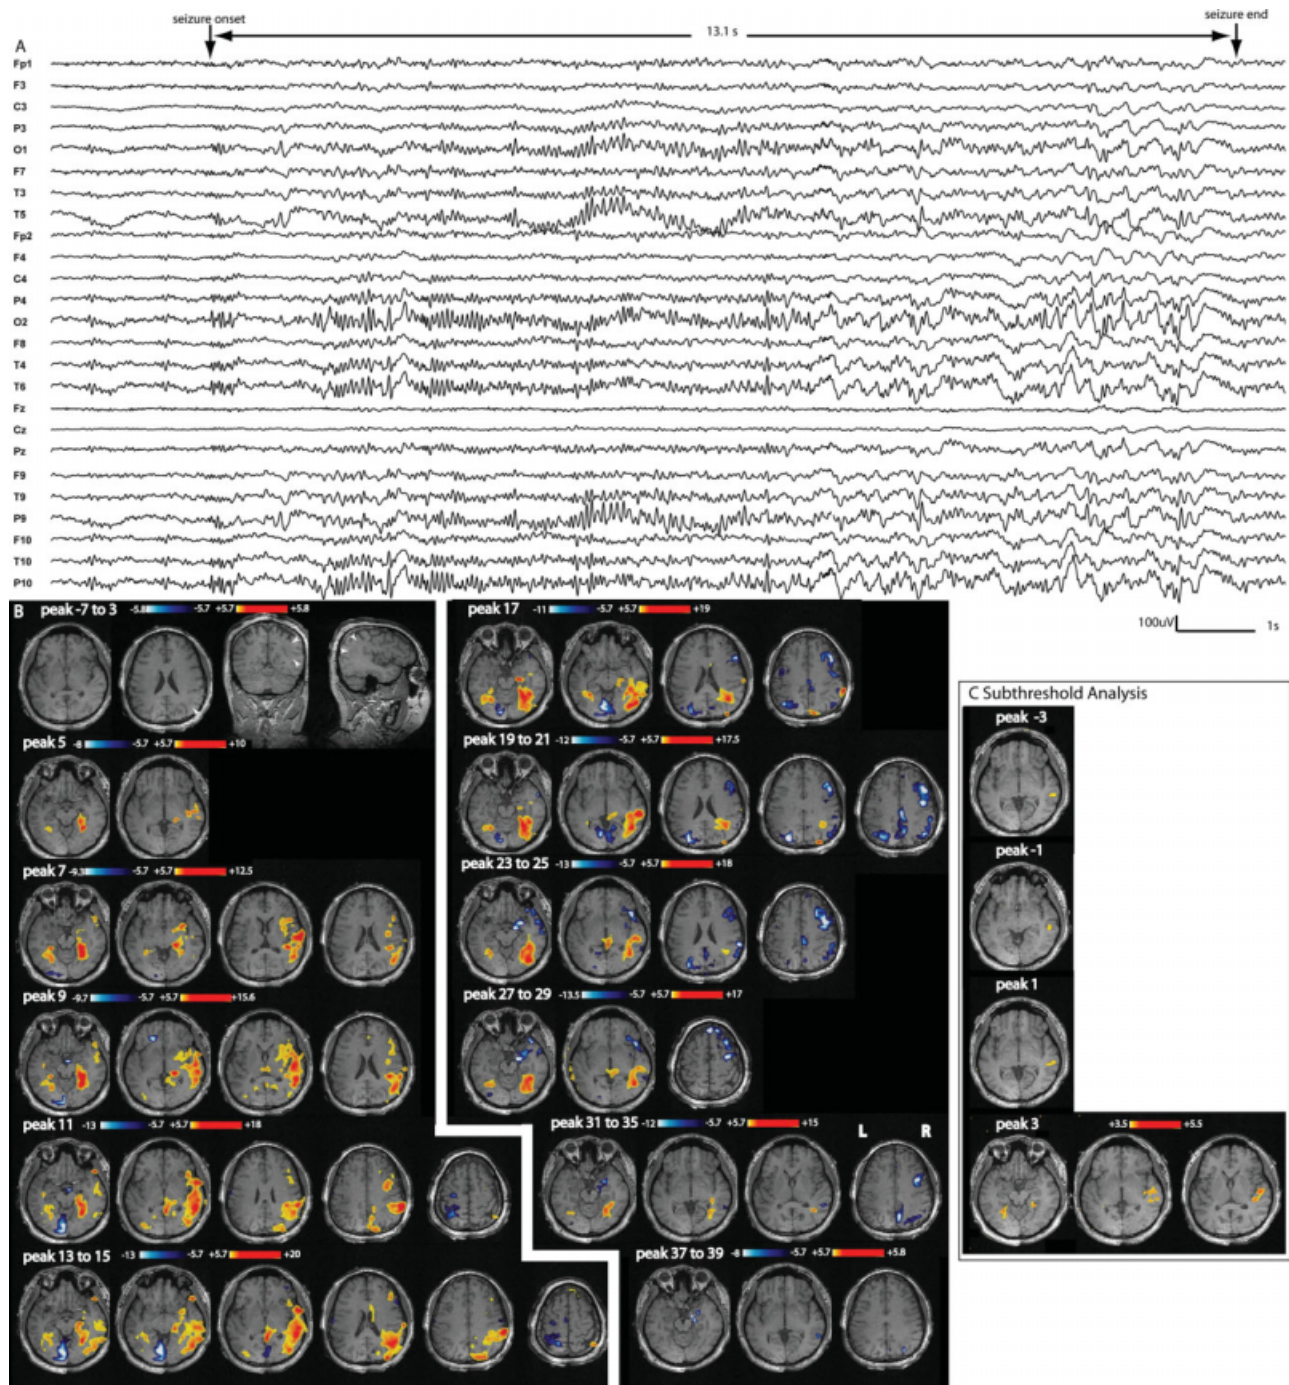 seizure onset
seizure end
13.1 s
A
Fp1
F3
C3
P3
O1
F7
T3
T5
Fp2
F4
C4
P4
O2
F8
T4
T6
Fz
Cz
Pz
F9
T9
P9
F10
T10
P10
100uV
1s
B
peak -7 to 3 -5.8 -5.7 +5.7 +5.8
peak 5 -8 -5.7 +5.7 +10
peak 7 -9.3 -5.7 +5.7 +12.5
peak 9 -9.7 -5.7 +5.7 +15.6
peak 11 -13 -5.7 +5.7 +18
peak 13 to 15 -13 -5.7 +5.7 +20
peak 17 -11 -5.7 +5.7 +19
peak 19 to 21 -12 -5.7 +5.7 +17.5
peak 23 to 25 -13 -5.7 +5.7 +18
peak 27 to 29 -13.5 -5.7 +5.7 +17
peak 31 to 35 -12 -5.7 +5.7 +15
L R
peak 37 to 39 -8 -5.7 +5.7 +5.8
C Subthreshold Analysis
peak -3
peak -1
peak 1
peak 3
+3.5 +5.5